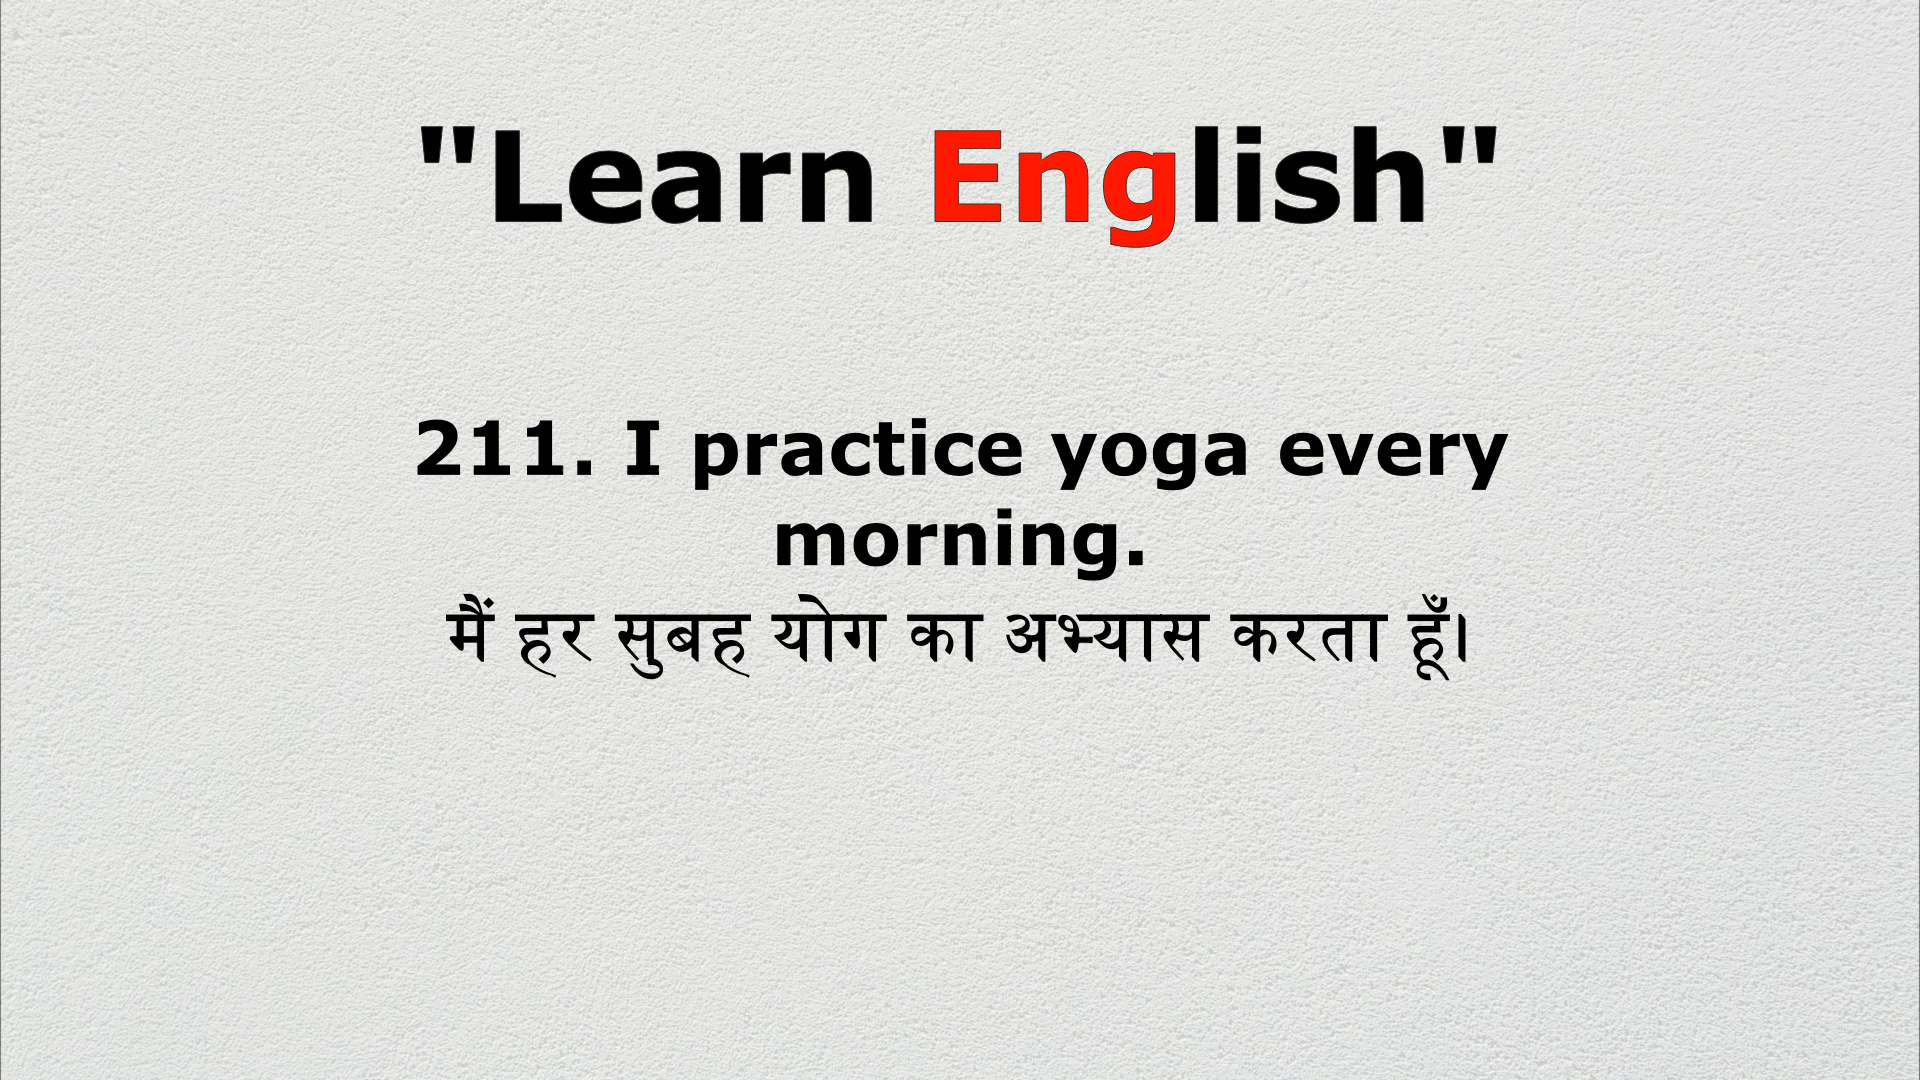 "Learn English"
211. I practice yoga every
morning.
मैं हर सुबह योग का अभ्यास करता हूँ।